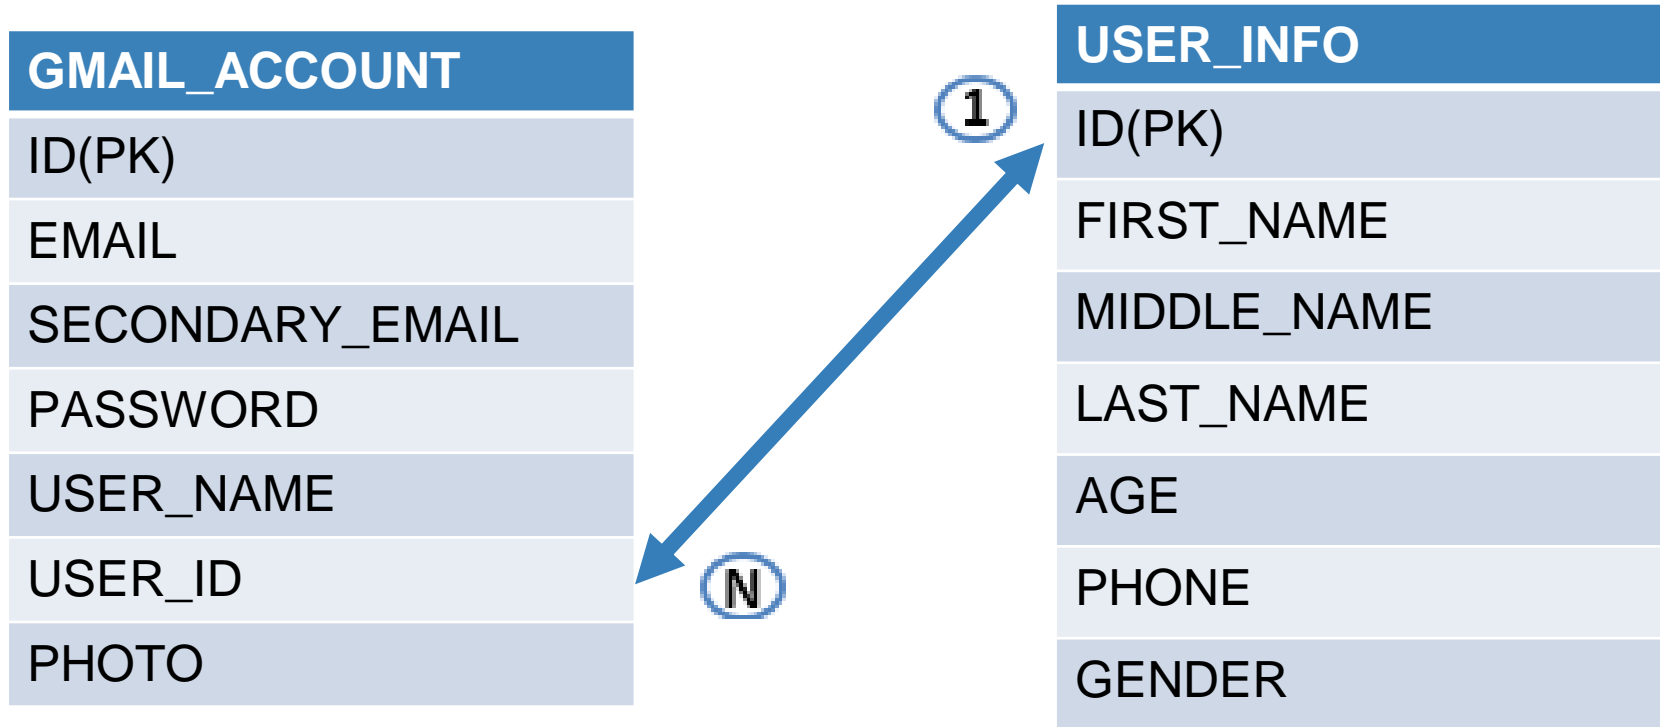 GMAIL_ACCOUNT
ID(PK)
EMAIL
SECONDARY_EMAIL
PASSWORD
USER_NAME
USER_ID
PHOTO
1
N
USER_INFO
ID(PK)
FIRST_NAME
MIDDLE_NAME
LAST_NAME
AGE
PHONE
GENDER